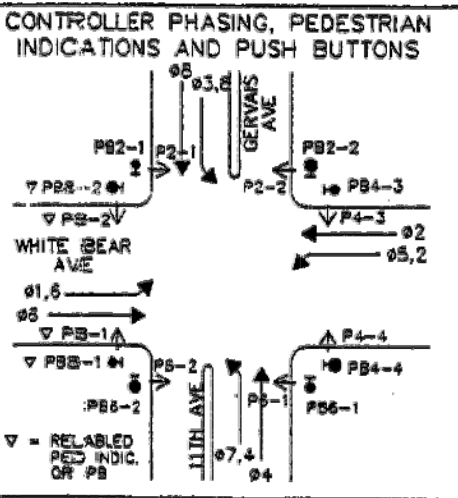 CONTROLLER PHASING, PEDESTRIAN
INDICATIONS AND PUSH BUTTONS
Ø8
Ø3,8
GERVAIS
AVE
PB2-1
P2-1
PB2-2
P2-2
▽ PB8-2
PB4-3
▽ P8-2
P4-3
WHITE BEAR
AVE
Ø2
Ø5,2
Ø1,6
Ø6
▽ P8-1
P4-4
▽ PB8-1
P6-2
PB4-4
PB6-2
11TH AVE
P6-1
PB6-1
▽ = RELABLED
PED INDIC.
OR PB
Ø7,4
Ø4